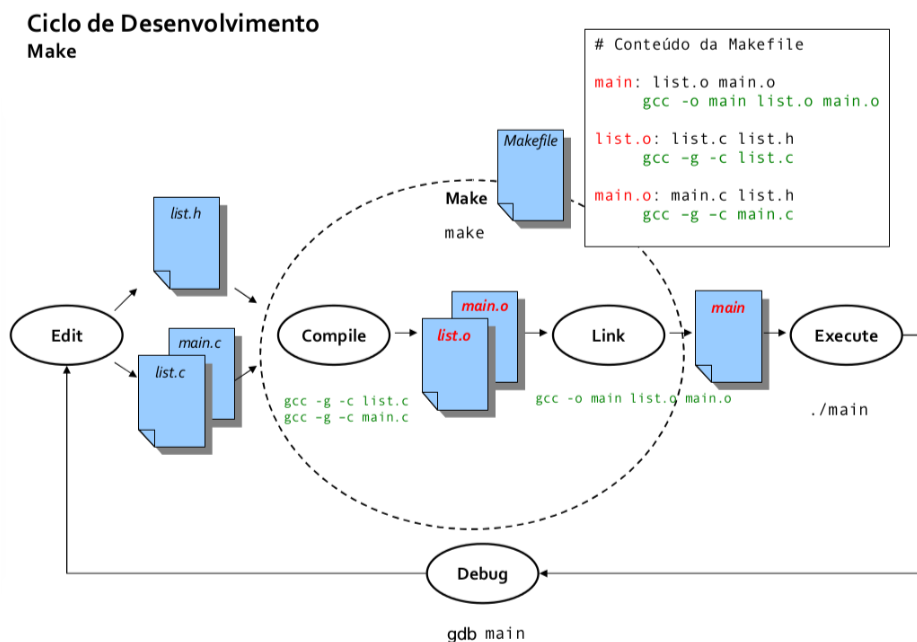 Ciclo de Desenvolvimento
Make
# Conteúdo da Makefile
main: list.o main.o
gcc -o main list.o main.o
list.o: list.c list.h
gcc –g -c list.c
main.o: main.c list.h
gcc –g –c main.c
Makefile
Make
make
list.h
Edit
main.c
list.c
Compile
gcc -g -c list.c
gcc –g –c main.c
main.o
list.o
Link
gcc -o main list.o main.o
main
Execute
./main
Debug
gdb main